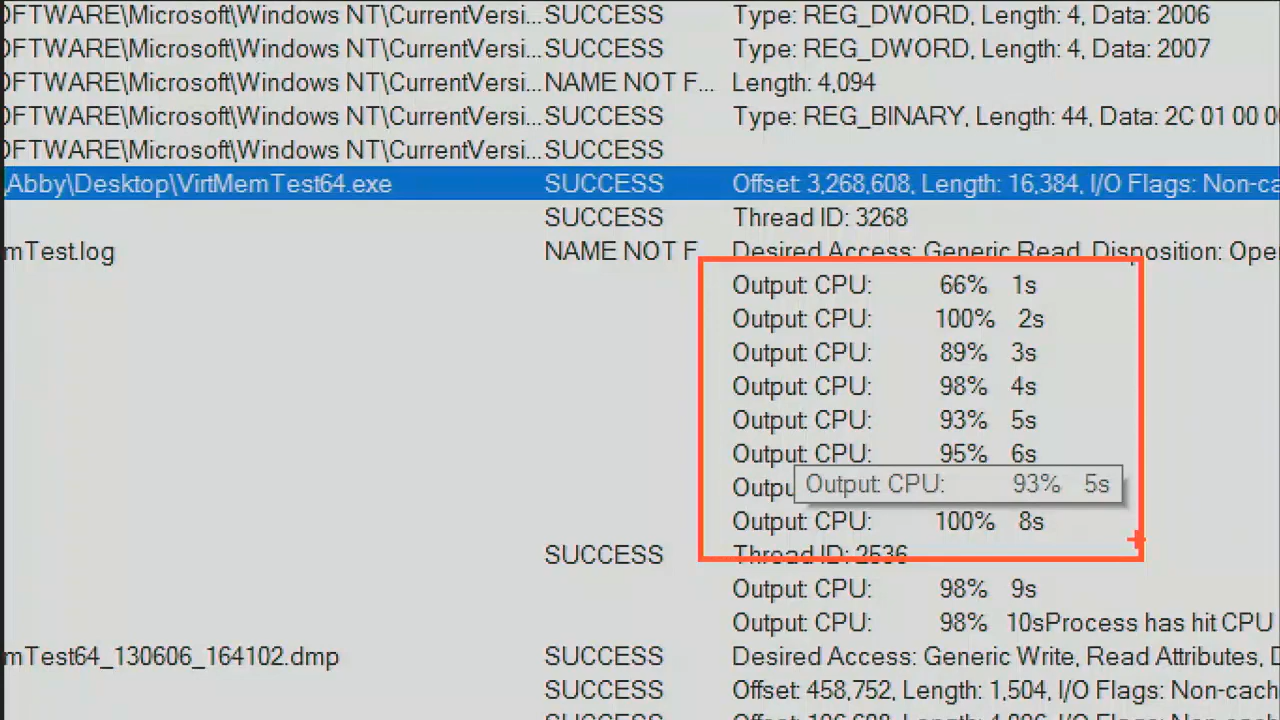 OFTWARE\Microsoft\Windows NT\CurrentVersi... SUCCESS Type: REG_DWORD, Length: 4, Data: 2006
OFTWARE\Microsoft\Windows NT\CurrentVersi... SUCCESS Type: REG_DWORD, Length: 4, Data: 2007
OFTWARE\Microsoft\Windows NT\CurrentVersi... NAME NOT F... Length: 4,094
OFTWARE\Microsoft\Windows NT\CurrentVersi... SUCCESS Type: REG_BINARY, Length: 44, Data: 2C 01 00 00
OFTWARE\Microsoft\Windows NT\CurrentVersi... SUCCESS
\Abby\Desktop\VirtMemTest64.exe SUCCESS Offset: 3,268,608, Length: 16,384, I/O Flags: Non-ca
SUCCESS Thread ID: 3268
mTest.log NAME NOT F... Desired Access: Generic Read, Disposition: Ope
Output: CPU: 66% 1s
Output: CPU: 100% 2s
Output: CPU: 89% 3s
Output: CPU: 98% 4s
Output: CPU: 93% 5s
Output: CPU: 95% 6s
Output: CPU: 93% 5s
Output: CPU: 100% 8s
SUCCESS Thread ID: 2536
Output: CPU: 98% 9s
Output: CPU: 98% 10sProcess has hit CPU
mTest64_130606_164102.dmp SUCCESS Desired Access: Generic Write, Read Attributes, D
SUCCESS Offset: 458,752, Length: 1,504, I/O Flags: Non-cach